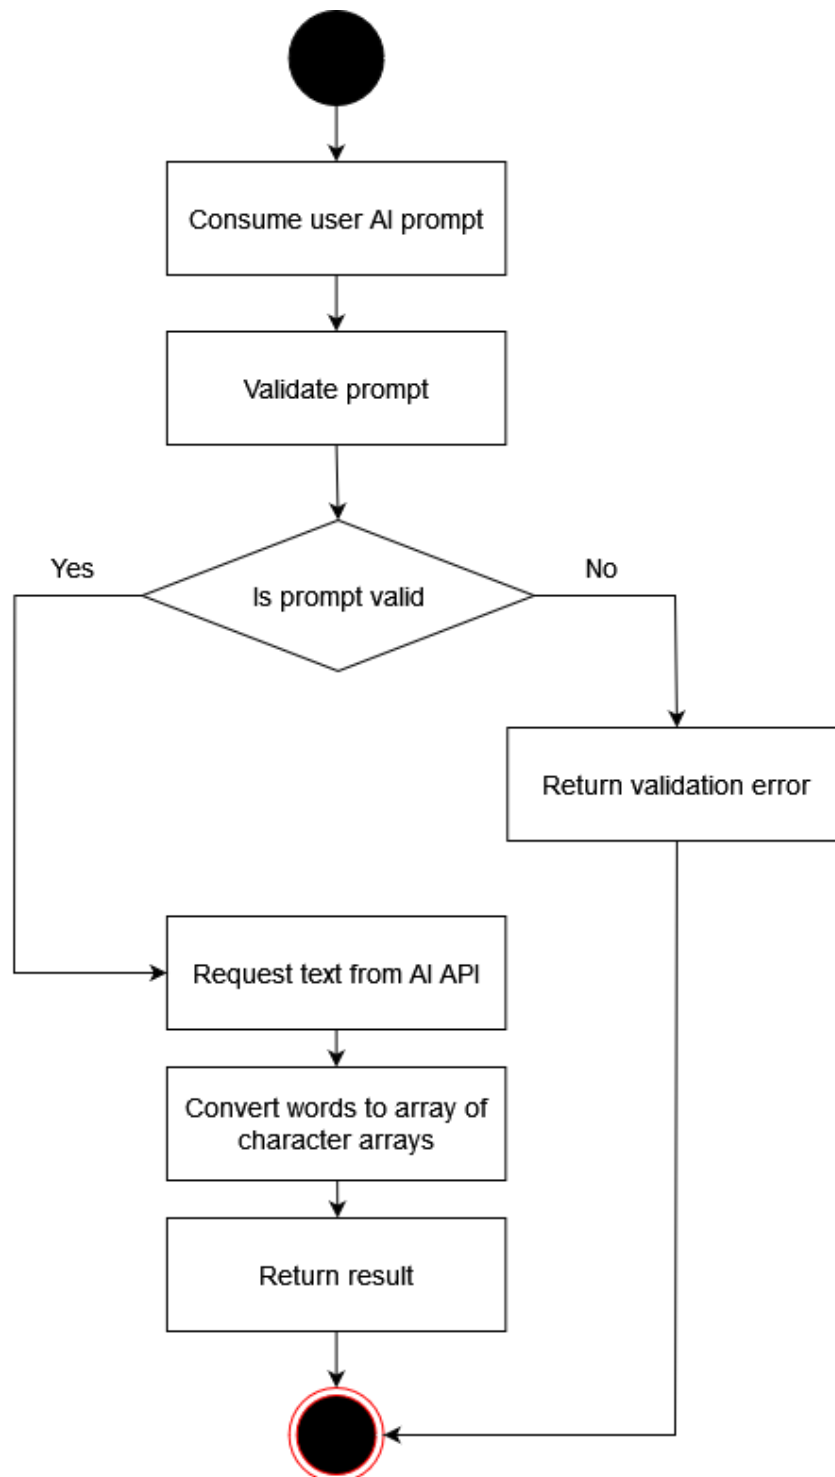 Consume user AI prompt
Validate prompt
Yes
Is prompt valid
No
Return validation error
Request text from AI API
Convert words to array of
character arrays
Return result